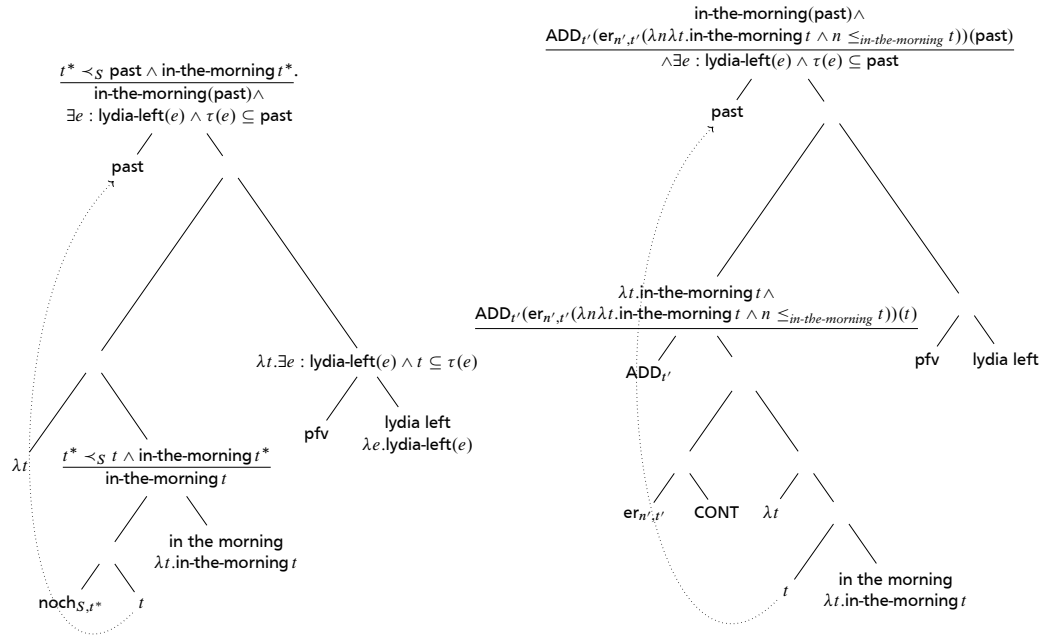 t* ≺S past ∧ in-the-morning t*.
in-the-morning(past)∧
∃e : lydia-left(e) ∧ τ(e) ⊆ past
past
λt.∃e : lydia-left(e) ∧ t ⊆ τ(e)
pfv
lydia left
λe.lydia-left(e)
λt
t* ≺S t ∧ in-the-morning t*
in-the-morning t
in the morning
λt.in-the-morning t
nochS,t*
t
in-the-morning(past)∧
ADDt′(ern′,t′(λnλt.in-the-morning t ∧ n ≤in-the-morning t))(past)
∧∃e : lydia-left(e) ∧ τ(e) ⊆ past
past
λt.in-the-morning t∧
ADDt′(ern′,t′(λnλt.in-the-morning t ∧ n ≤in-the-morning t))(t)
pfv
lydia left
ADDt′
ern′,t′
CONT
λt
t
in the morning
λt.in-the-morning t